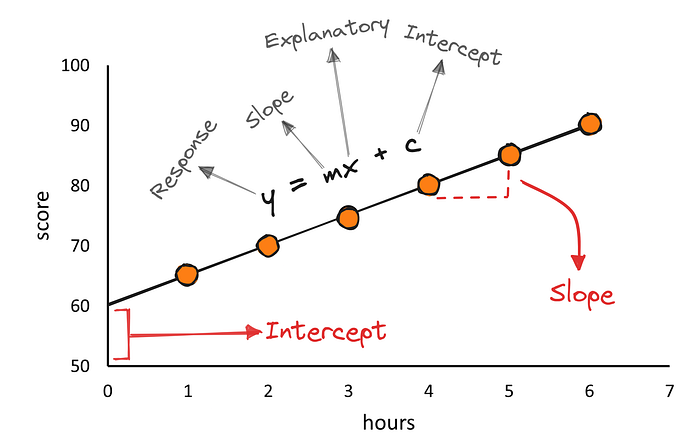 Explanatory Intercept
Slope
Response
y = mx + c
100
90
80
70
60
50
score
Intercept
Slope
0 1 2 3 4 5 6 7
hours